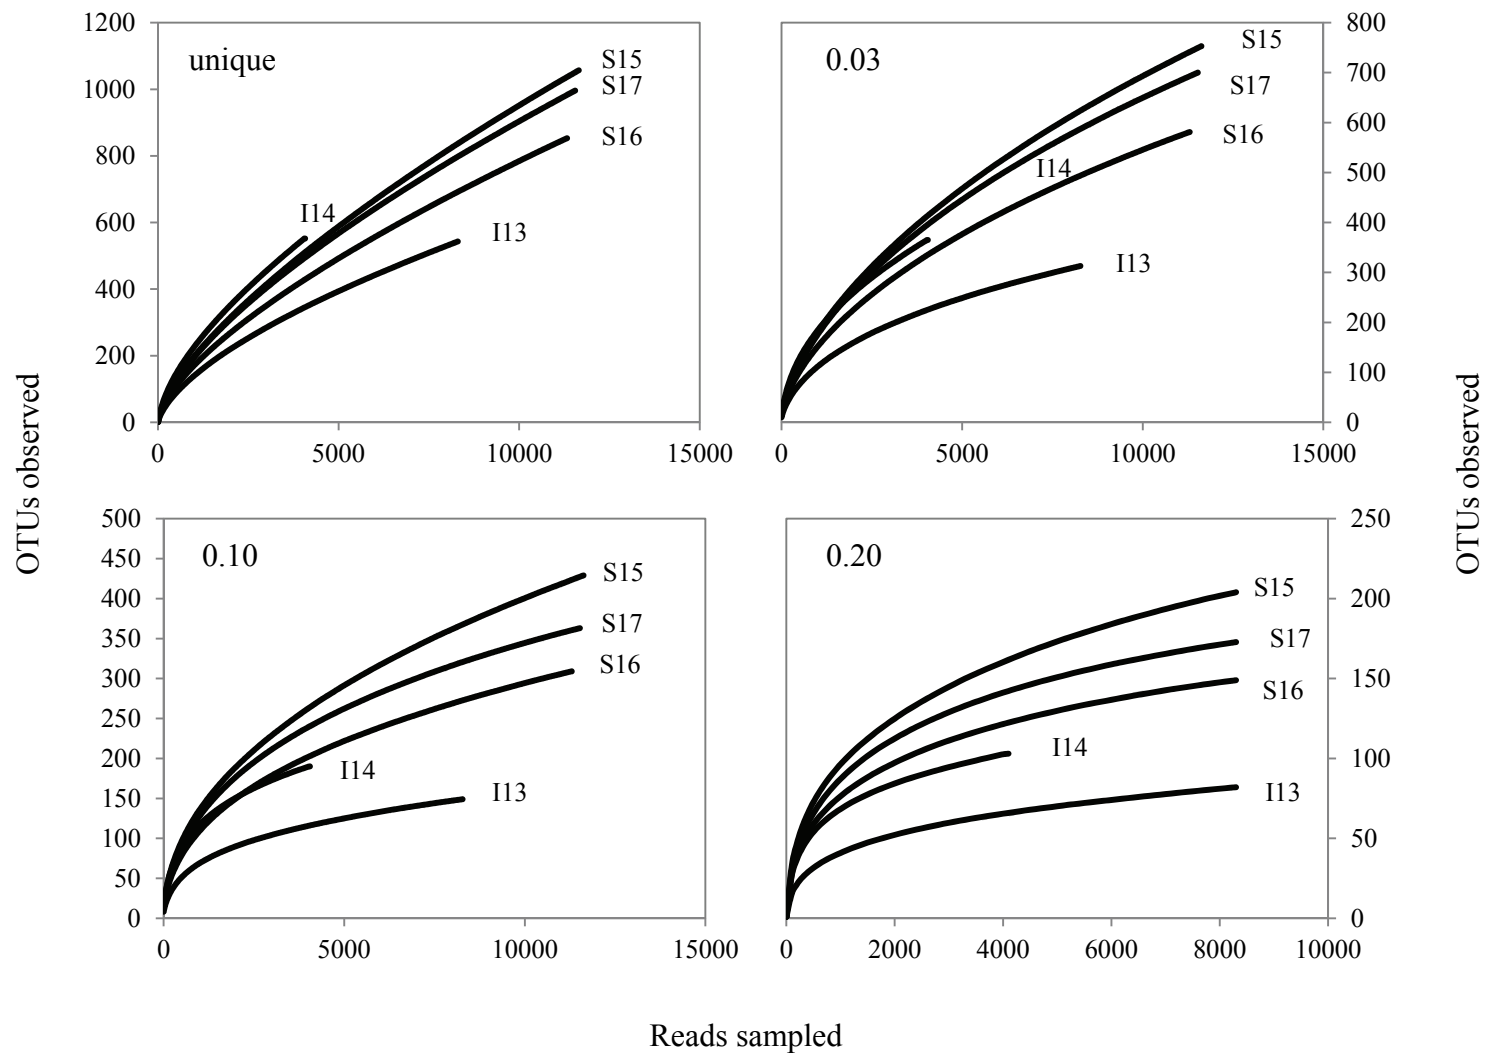 unique
1200
1000
800
600
400
200
0
0 5000 10000 15000
S15
S17
S16
I14
I13
0.03
800
700
600
500
400
300
200
100
0
0 5000 10000 15000
S15
S17
S16
I14
I13
OTUs observed
OTUs observed
0.10
500
450
400
350
300
250
200
150
100
50
0
0 5000 10000 15000
S15
S17
S16
I14
I13
0.20
250
200
150
100
50
0
0 2000 4000 6000 8000 10000
S15
S17
S16
I14
I13
Reads sampled